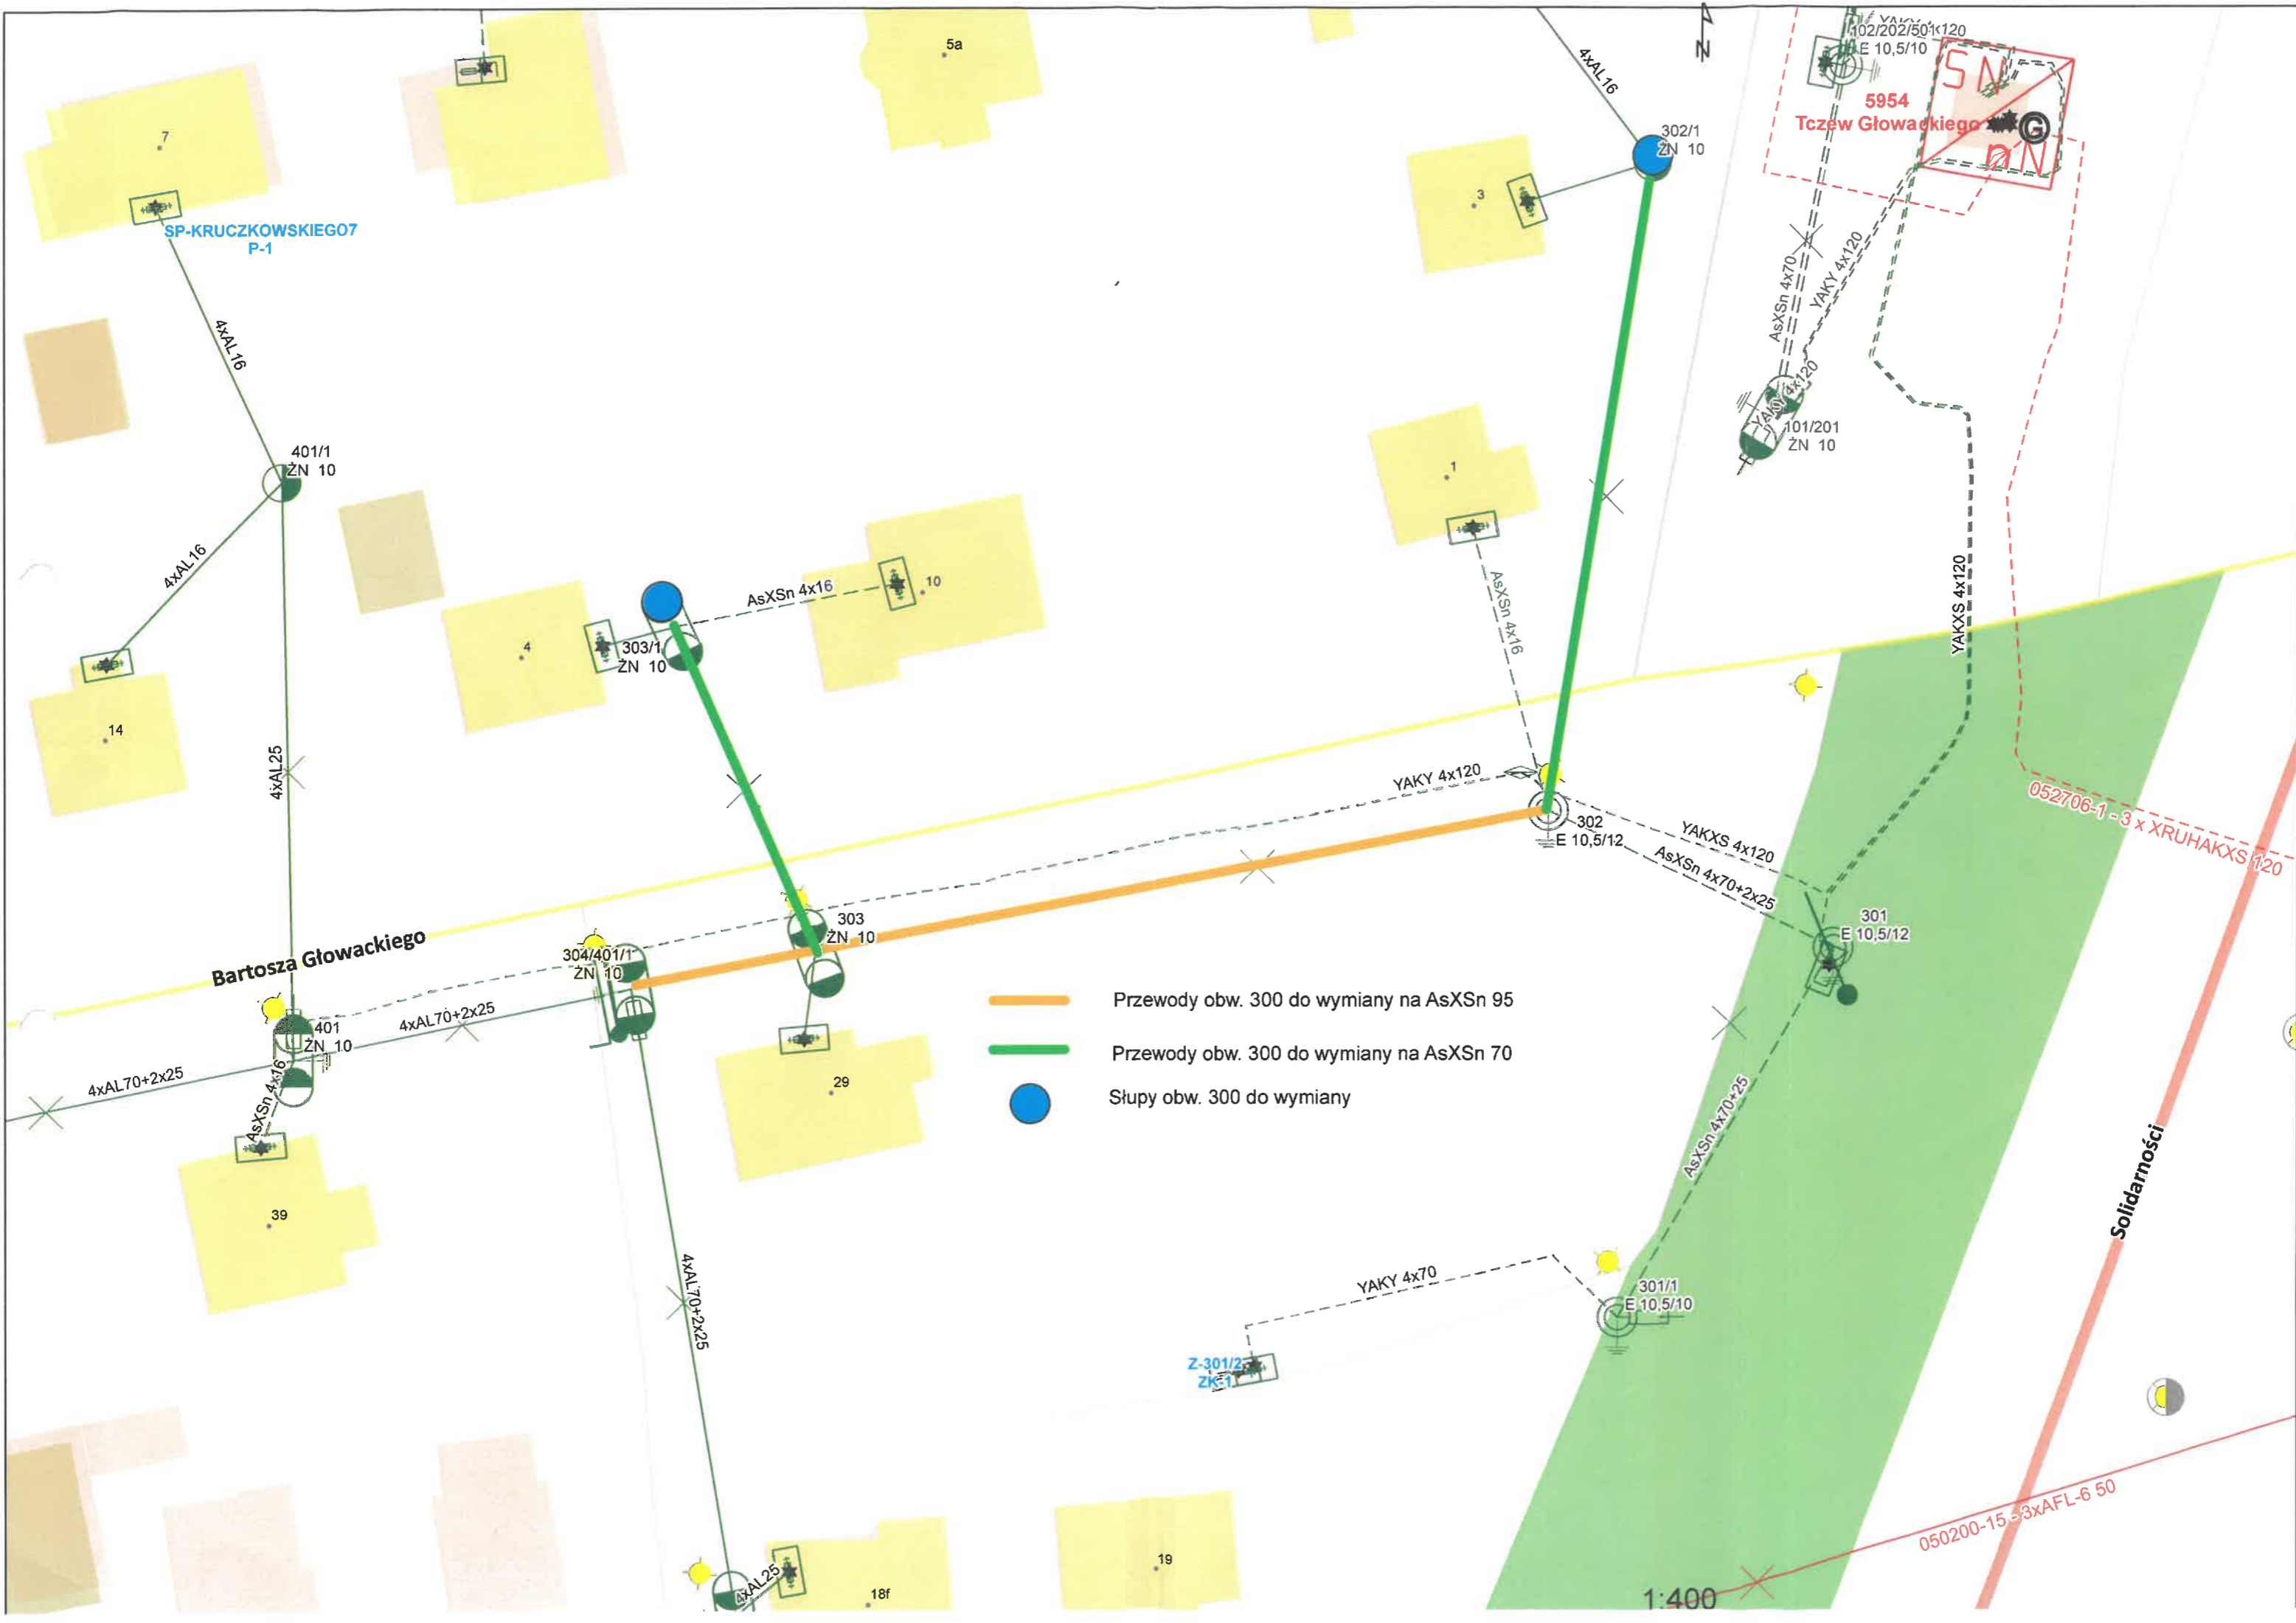 5a
7
SP-KRUCZKOWSKIEGO7
P-1
4xAL16
401/1
ŻN 10
4xAL16
14
4xAL25
4
303/1
ŻN 10
AsXSn 4x16
10
4xAL16
302/1
ŻN 10
3
1
AsXSn 4x16
102/202/501
E 10,5/10
SN
5954
Tczew Głowackiego
G
nN
AsXSn 4x70
YAKY 4x120
YAKY 4x120
101/201
ŻN 10
N
YAKXS 4x120
052706-1 - 3 x XRUHAKXS 120
YAKY 4x120
302
E 10,5/12
YAKXS 4x120
AsXSn 4x70+2x25
301
E 10,5/12
Bartosza Głowackiego
304/401/1
ŻN 10
303
ŻN 10
401
ŻN 10
4xAL70+2x25
4xAL70+2x25
AsXSn 4x16
39
29
Przewody obw. 300 do wymiany na AsXSn 95
Przewody obw. 300 do wymiany na AsXSn 70
Słupy obw. 300 do wymiany
AsXSn 4x70+25
Solidarności
4xAL70+2x25
YAKY 4x70
301/1
E 10,5/10
Z-301/2
ZK-1
4xAL25
18f
19
050200-15 - 3xAFL-6 50
1:400